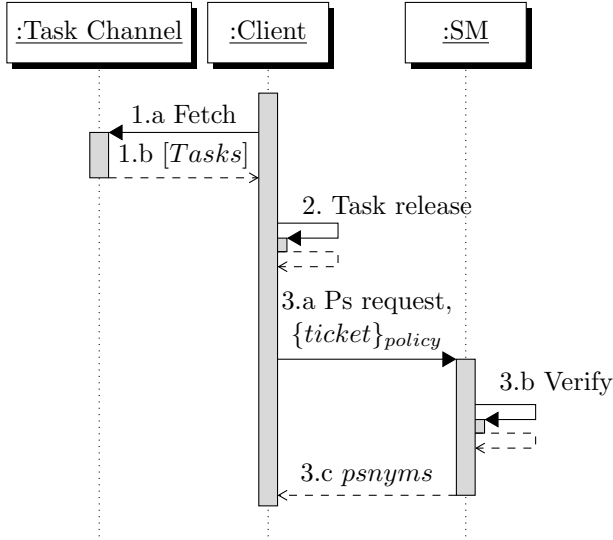 :Task Channel
:Client
:SM
1.a Fetch
1.b [Tasks]
2. Task release
3.a Ps request,
{ticket}policy
3.b Verify
3.c psnyms